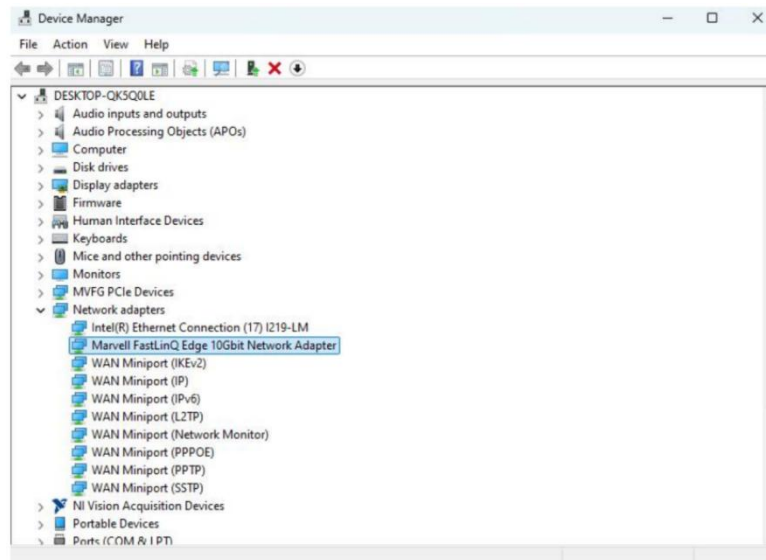 Device Manager
File Action View Help
DESKTOP-QK5Q0LE
Audio inputs and outputs
Audio Processing Objects (APOs)
Computer
Disk drives
Display adapters
Firmware
Human Interface Devices
Keyboards
Mice and other pointing devices
Monitors
MVFG PCIe Devices
Network adapters
Intel(R) Ethernet Connection (17) I219-LM
Marvell FastLinQ Edge 10Gbit Network Adapter
WAN Miniport (IKEv2)
WAN Miniport (IP)
WAN Miniport (IPv6)
WAN Miniport (L2TP)
WAN Miniport (Network Monitor)
WAN Miniport (PPPOE)
WAN Miniport (PPTP)
WAN Miniport (SSTP)
NI Vision Acquisition Devices
Portable Devices
Ports (COM & LPT)